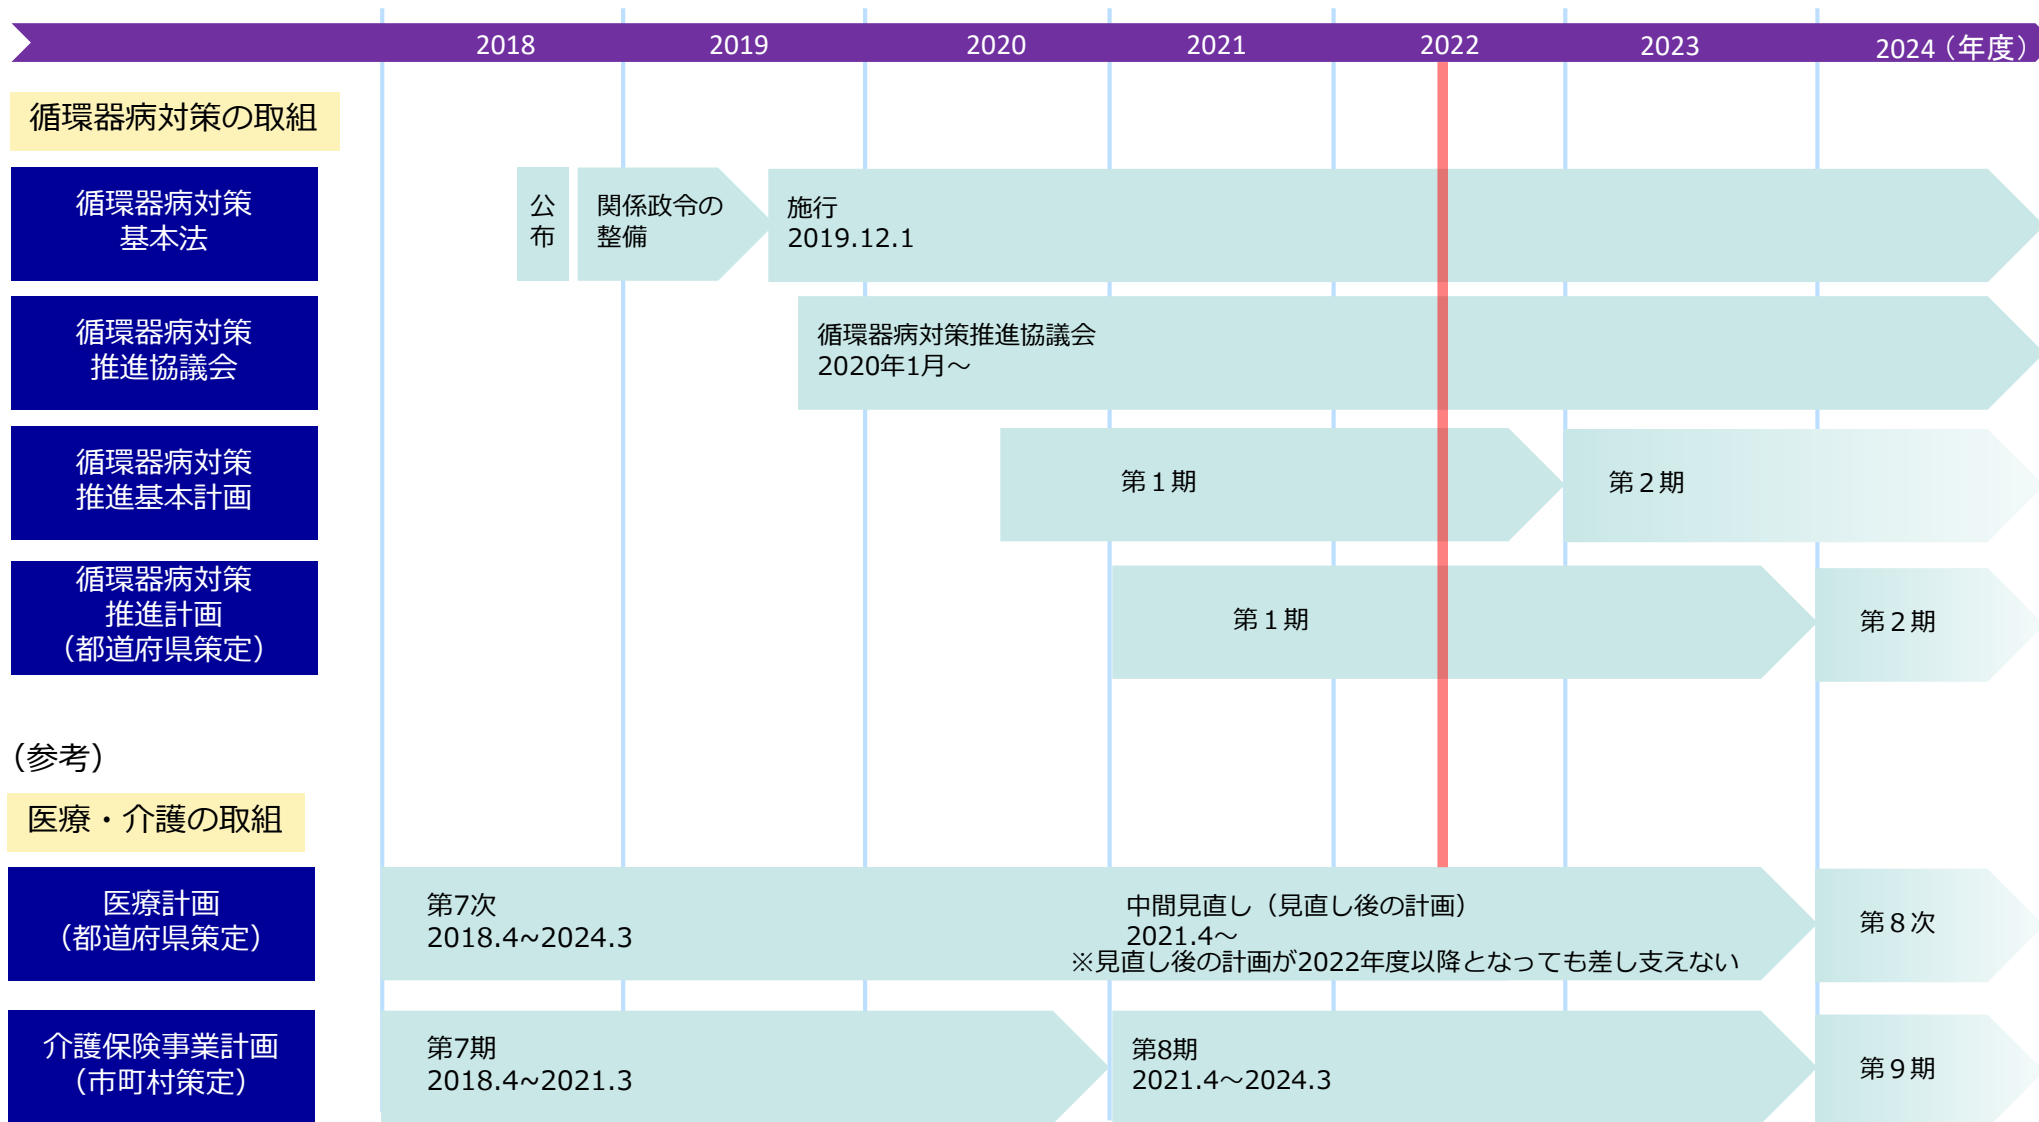 2018 2019 2020 2021 2022 2023 2024（年度）
循環器病対策の取組
循環器病対策
基本法
公
布
関係政令の
整備
施行
2019.12.1
循環器病対策
推進協議会
循環器病対策推進協議会
2020年1月～
循環器病対策
推進基本計画
第１期
第２期
循環器病対策
推進計画
（都道府県策定）
第１期
第２期
（参考）
医療・介護の取組
医療計画
（都道府県策定）
第7次
2018.4~2024.3
中間見直し（見直し後の計画）
2021.4～
※見直し後の計画が2022年度以降となっても差し支えない
第８次
介護保険事業計画
（市町村策定）
第7期
2018.4~2021.3
第8期
2021.4～2024.3
第９期